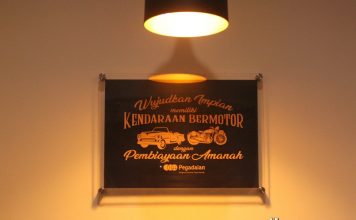 Wujudkan Impian
memiliki
KENDARAAN BERMOTOR
dengan
Pembiayaan Amanah
Pegadaian